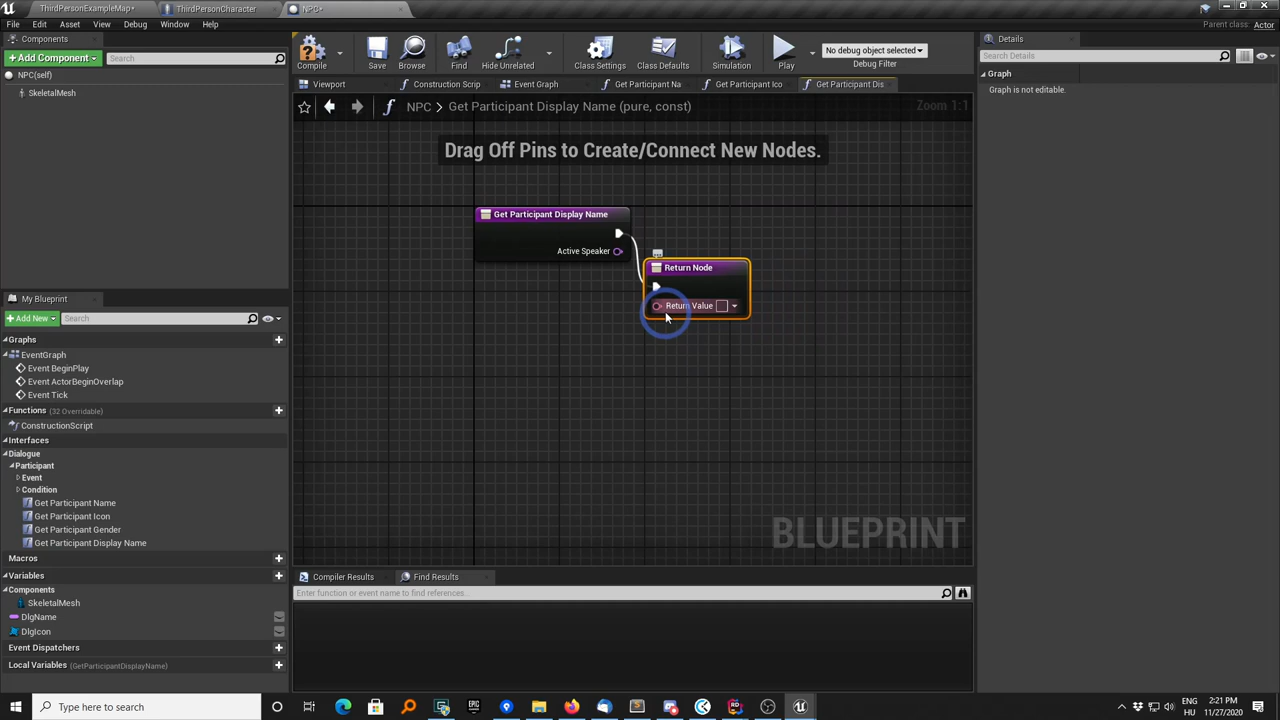 ThirdPersonExampleMap*
ThirdPersonCharacter
NPC*
File
Edit
Asset
View
Debug
Window
Help
Parent class: Actor
Components
+ Add Component
Search
NPC(self)
SkeletalMesh
Compile
Save
Browse
Find
Hide Unrelated
Class Settings
Class Defaults
Simulation
Play
No debug object selected
Debug Filter
Viewport
Construction Scrip
Event Graph
Get Participant Na
Get Participant Ico
Get Participant Dis
NPC > Get Participant Display Name (pure, const)
Zoom 1:1
Drag Off Pins to Create/Connect New Nodes.
Get Participant Display Name
Active Speaker
Return Node
Return Value
BLUEPRINT
Details
Search Details
Graph
Graph is not editable.
My Blueprint
+ Add New
Search
Graphs
EventGraph
Event BeginPlay
Event ActorBeginOverlap
Event Tick
Functions (32 Overridable)
ConstructionScript
Interfaces
Dialogue
Participant
Event
Condition
Get Participant Name
Get Participant Icon
Get Participant Gender
Get Participant Display Name
Macros
Variables
Components
SkeletalMesh
DlgName
DlgIcon
Event Dispatchers
Local Variables (GetParticipantDisplayName)
Compiler Results
Find Results
Enter function or event name to find references...
Type here to search
ENG
HU
2:21 PM
11/27/2020